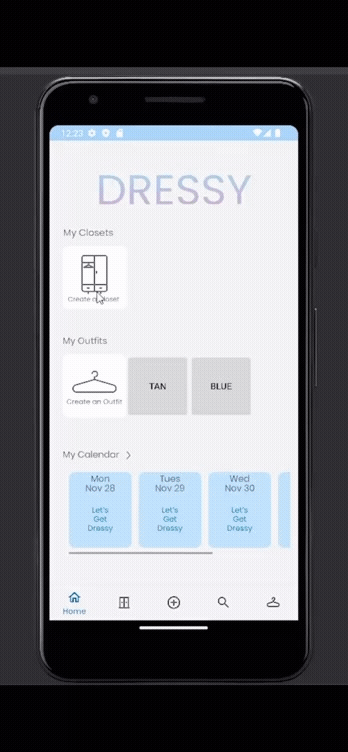 12:23
DRESSY
My Closets
Create a Closet
My Outfits
Create an Outfit
TAN
BLUE
My Calendar
Mon
Nov 28
Let's
Get
Dressy
Tues
Nov 29
Let's
Get
Dressy
Wed
Nov 30
Let's
Get
Dressy
Home